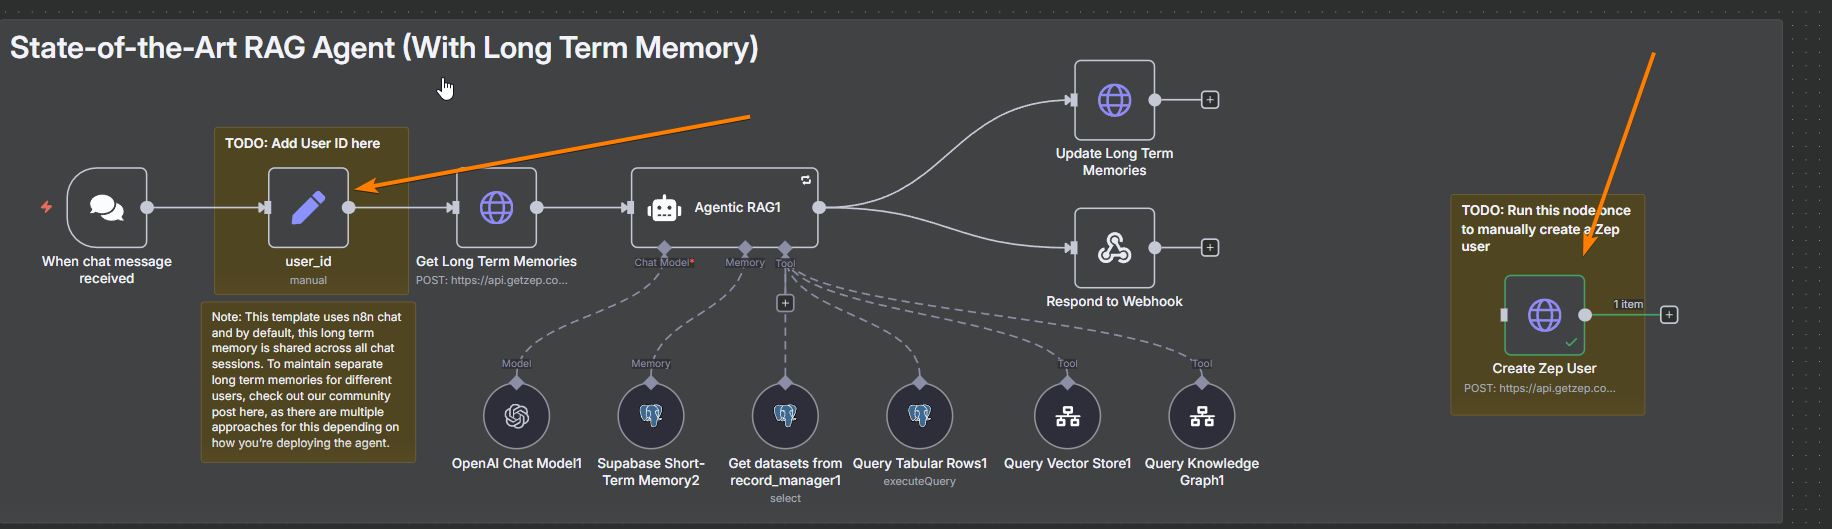 State-of-the-Art RAG Agent (With Long Term Memory)
TODO: Add User ID here
When chat message
received
user_id
manual
Note: This template uses n8n chat
and by default, this long term
memory is shared across all chat
sessions. To maintain separate
long term memories for different
users, check out our community
post here, as there are multiple
approaches for this depending on
how you're deploying the agent.
Get Long Term Memories
POST: https://api.getzep.co...
Agentic RAG1
Chat Model*
Memory
Tool
Update Long Term
Memories
Respond to Webhook
Model
Memory
Tool
Tool
OpenAI Chat Model1
Supabase Short-
Term Memory2
Get datasets from
record_manager1
select
Query Tabular Rows1
executeQuery
Query Vector Store1
Query Knowledge
Graph1
TODO: Run this node once
to manually create a Zep
user
1 item
Create Zep User
POST: https://api.getzep.co...